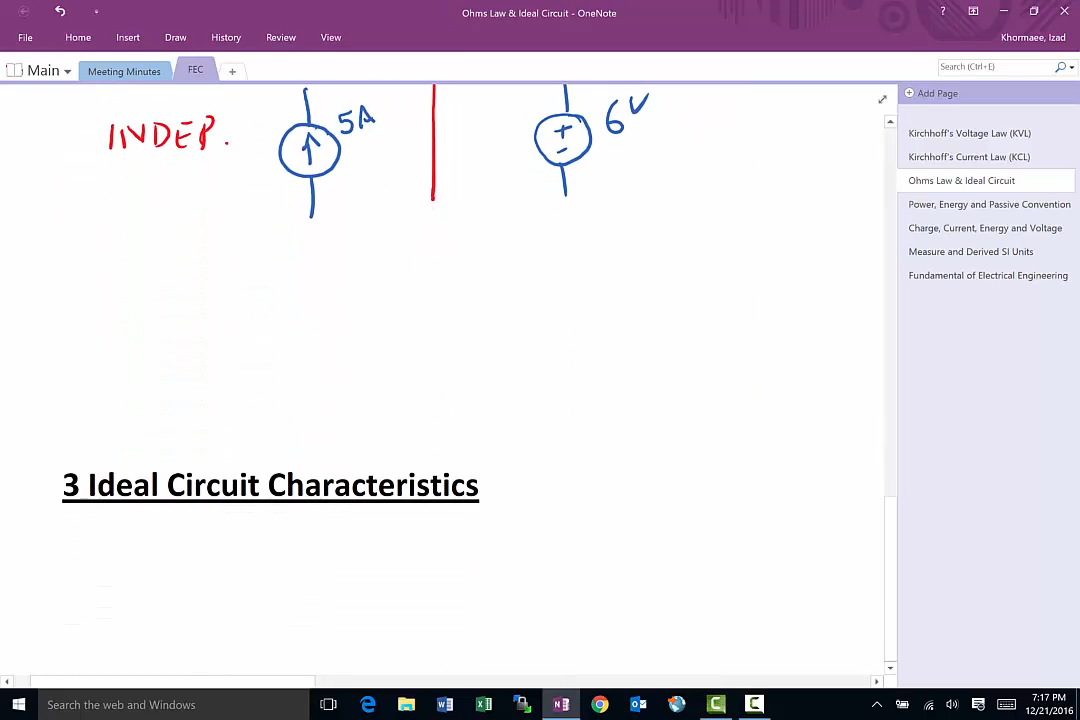 Ohms Law & Ideal Circuit - OneNote
?
File
Home
Insert
Draw
History
Review
View
Khormaee, Izad
Main
Meeting Minutes
FEC
+
Search (Ctrl+E)
Add Page
Kirchhoff's Voltage Law (KVL)
Kirchhoff's Current Law (KCL)
Ohms Law & Ideal Circuit
Power, Energy and Passive Convention
Charge, Current, Energy and Voltage
Measure and Derived SI Units
Fundamental of Electrical Engineering
INDEP.
5A
+
-
6V
3 Ideal Circuit Characteristics
Search the web and Windows
7:17 PM
12/21/2016